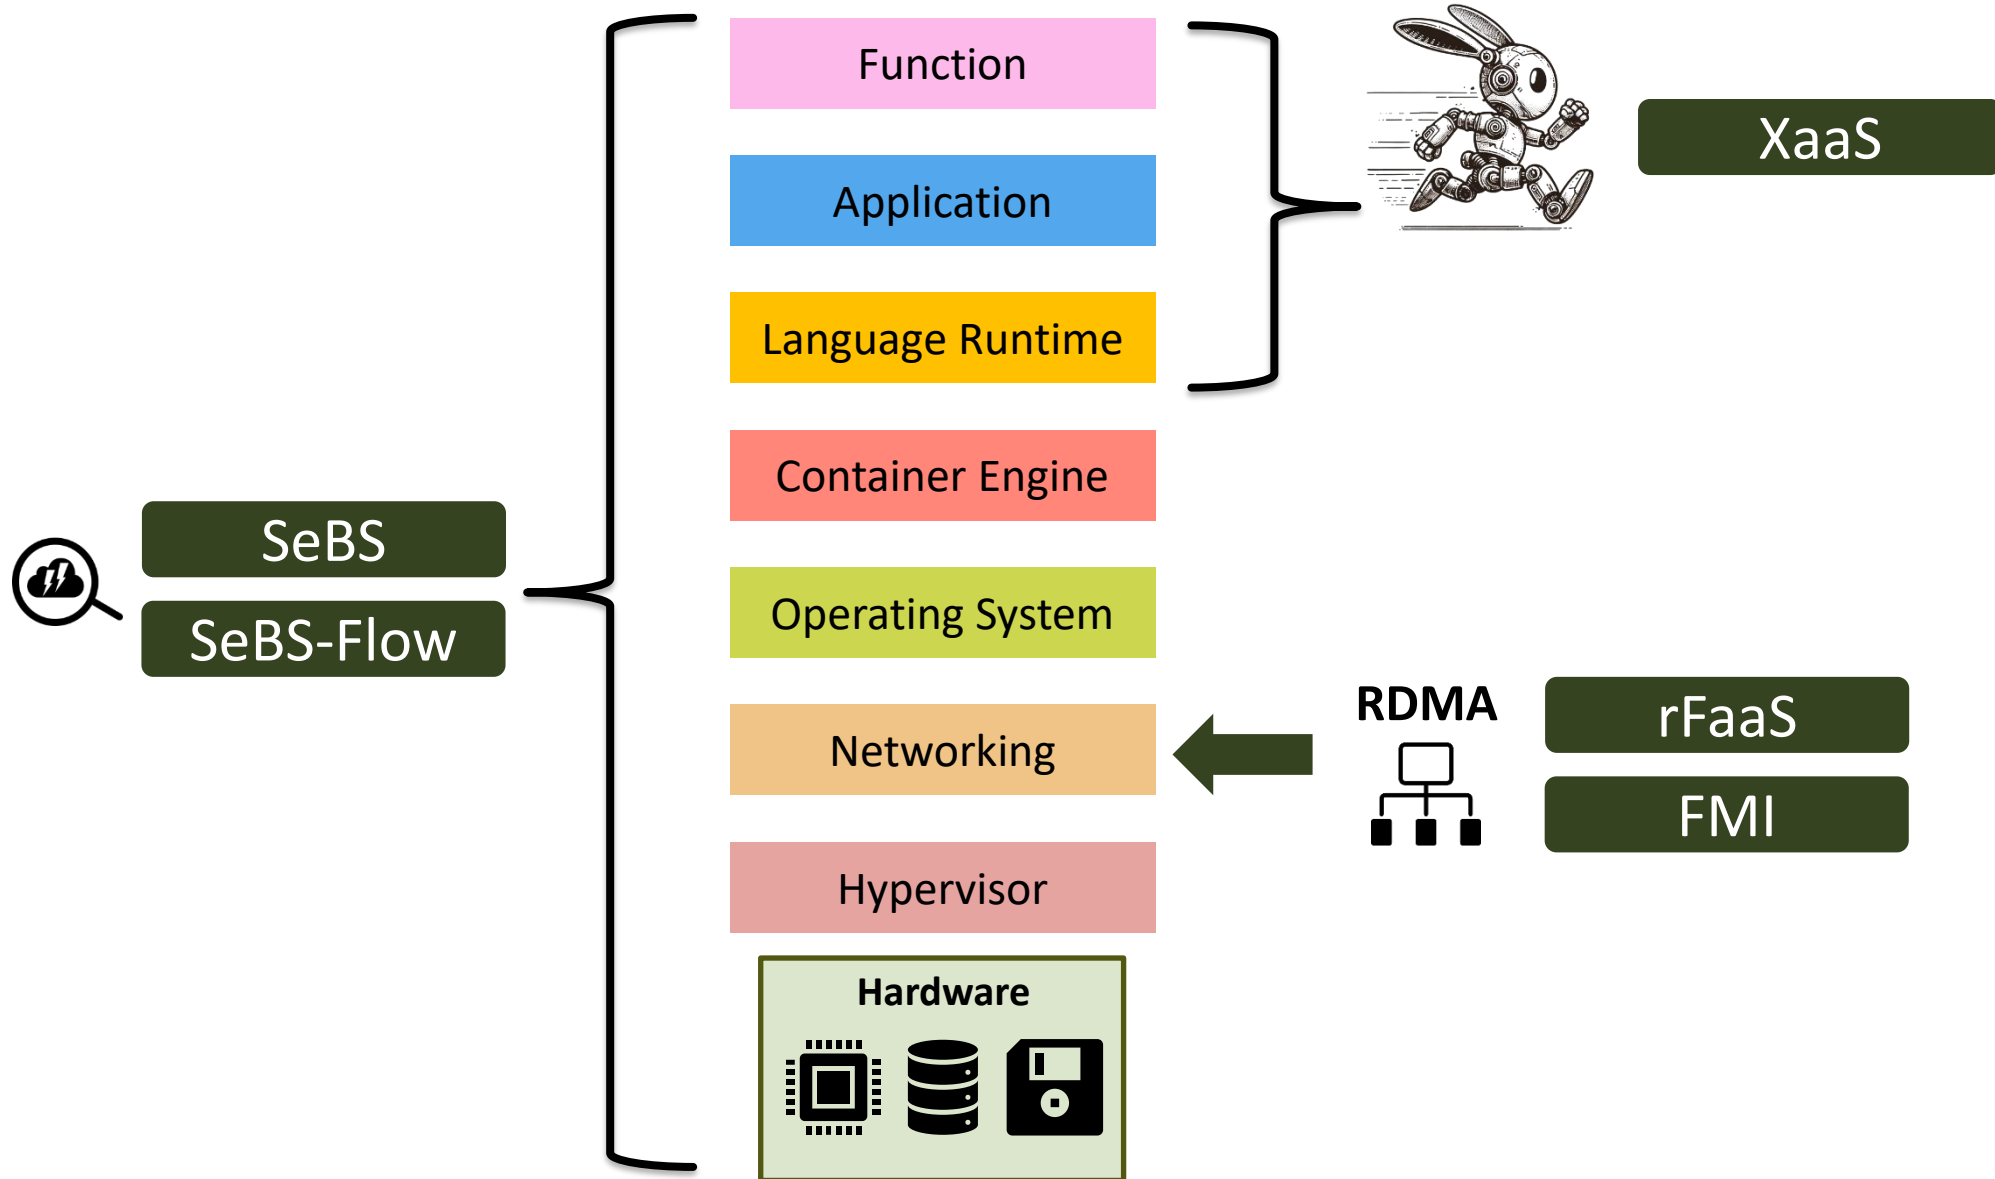 Function
Application
Language Runtime
Container Engine
Operating System
Networking
Hypervisor
Hardware
SeBS
SeBS-Flow
XaaS
RDMA
rFaaS
FMI